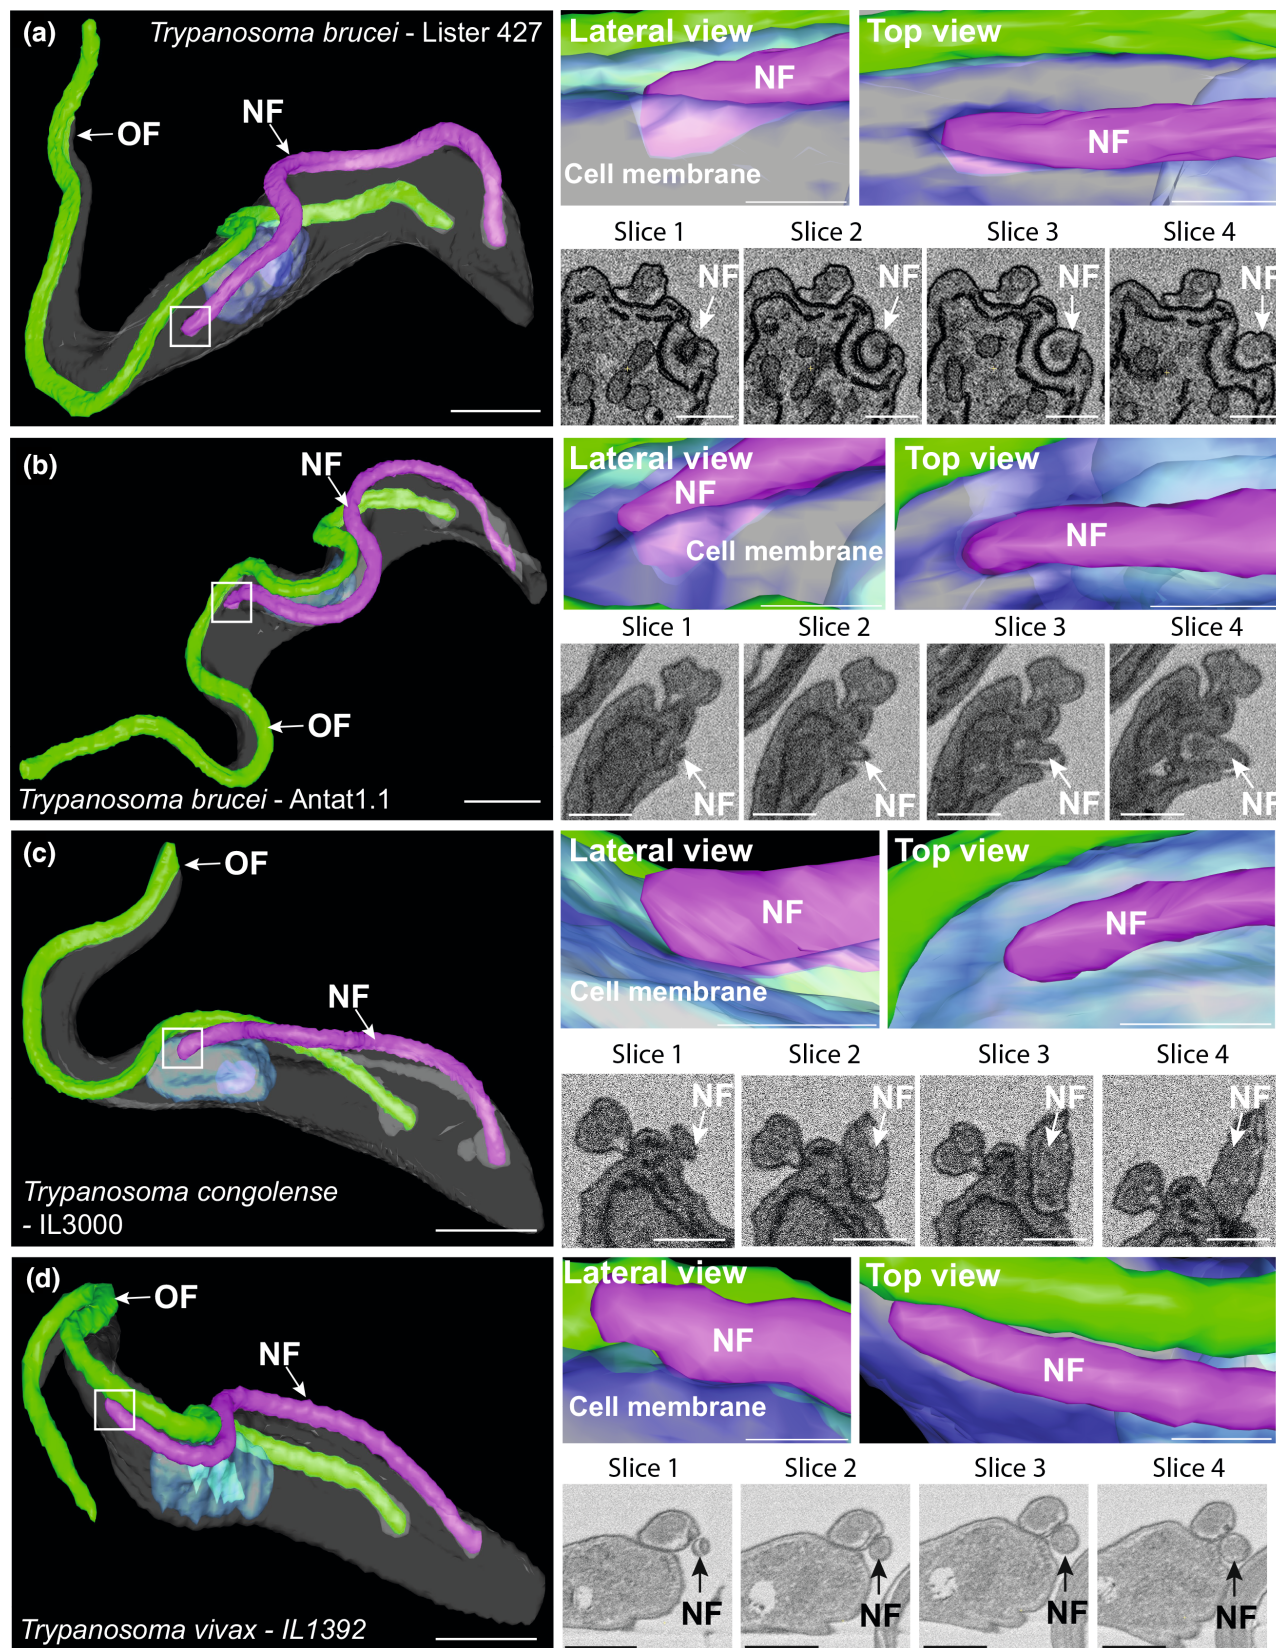 (a)
Trypanosoma brucei - Lister 427
NF
OF
Lateral view
NF
Cell membrane
Top view
NF
Slice 1
Slice 2
Slice 3
Slice 4
NF
NF
NF
NF
(b)
NF
OF
Trypanosoma brucei - Antat1.1
Lateral view
NF
Cell membrane
Top view
NF
Slice 1
Slice 2
Slice 3
Slice 4
NF
NF
NF
NF
(c)
OF
NF
Trypanosoma congolense
- IL3000
Lateral view
NF
Cell membrane
Top view
NF
Slice 1
Slice 2
Slice 3
Slice 4
NF
NF
NF
NF
(d)
OF
NF
Trypanosoma vivax - IL1392
Lateral view
NF
Cell membrane
Top view
NF
Slice 1
Slice 2
Slice 3
Slice 4
NF
NF
NF
NF